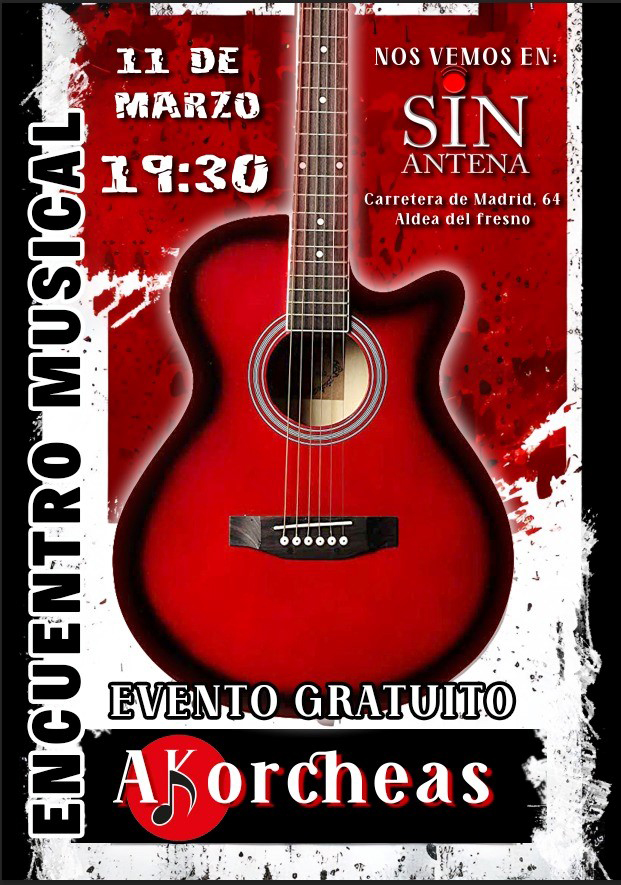 11 DE
MARZO
19:30
NOS VEMOS EN:
SIN
ANTENA
Carretera de Madrid, 64
Aldea del fresno
ENCUENTRO MUSICAL
EVENTO GRATUITO
AKorcheas